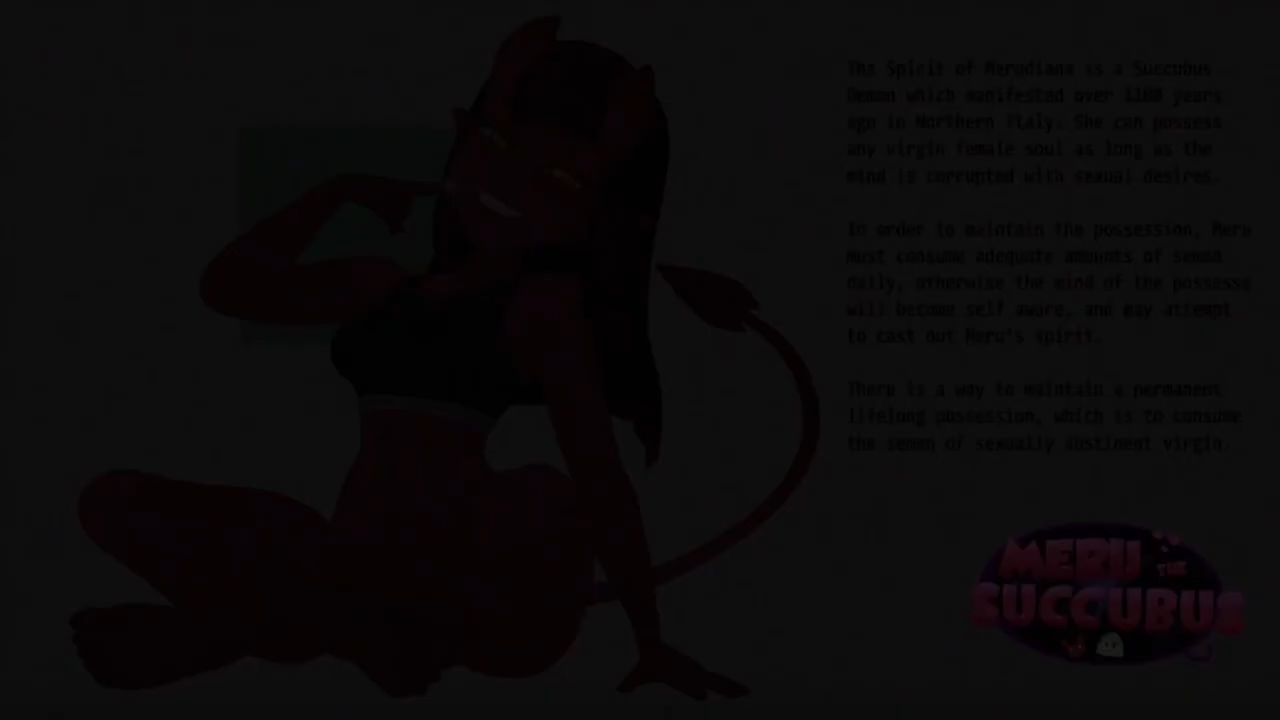 The Spirit of Merudiana is a Succubus
Demon which manifested over 1200 years
ago in Northern Italy. She can possess
any virgin female soul as long as the
mind is corrupted with sexual desires.
In order to maintain the possession, Meru
must consume adequate amounts of semen
daily, otherwise the mind of the possesse
will become self aware, and may attempt
to cast out Meru's spirit.
There is a way to maintain a permanent
lifelong possession, which is to consume
the semen of sexually abstinent virgin.
MERU THE
SUCCUBUS